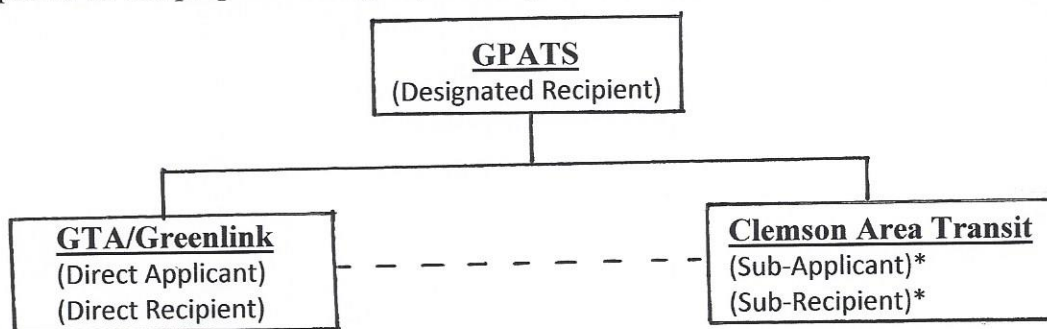 GPATS
(Designated Recipient)
GTA/Greenlink
(Direct Applicant)
(Direct Recipient)
Clemson Area Transit
(Sub-Applicant)*
(Sub-Recipient)*